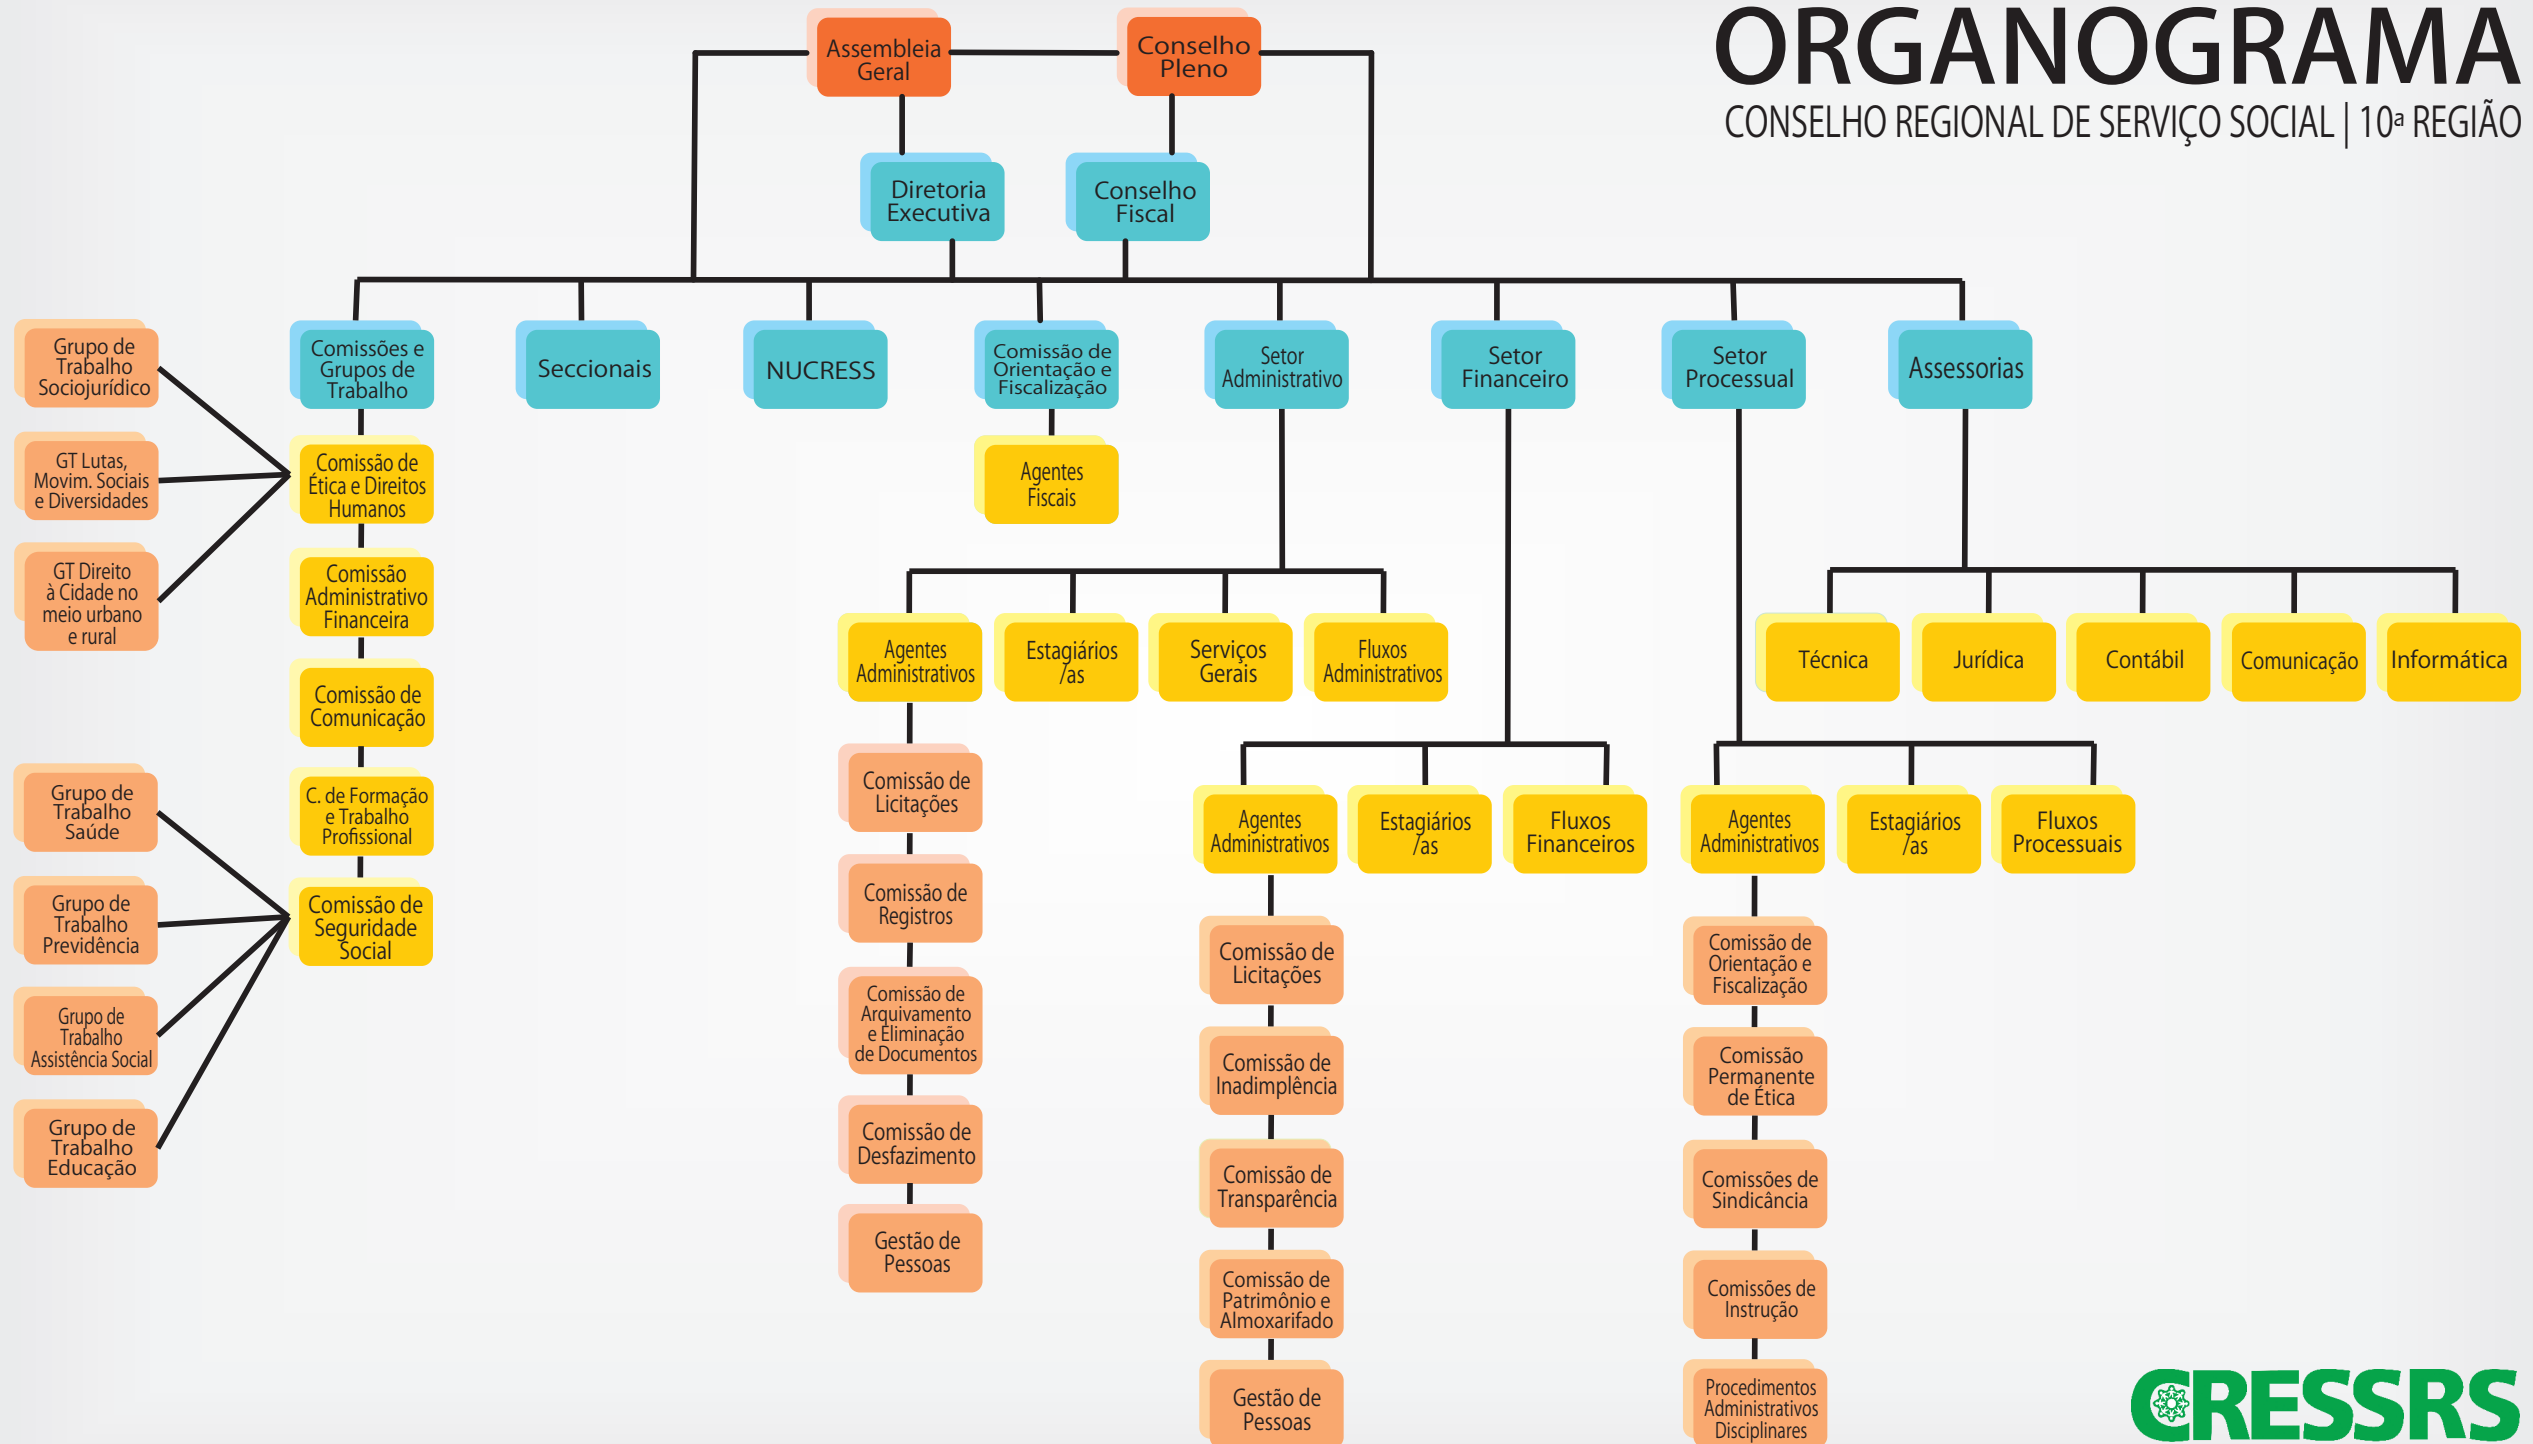 ORGANOGRAMA
CONSELHO REGIONAL DE SERVIÇO SOCIAL | 10ª REGIÃO
Assembleia
Geral
Conselho
Pleno
Diretoria
Executiva
Conselho
Fiscal
Comissões e
Grupos de
Trabalho
Seccionais
NUCRESS
Comissão de
Orientação e
Fiscalização
Setor
Administrativo
Setor
Financeiro
Setor
Processual
Assessorias
Grupo de
Trabalho
Sociojurídico
GT Lutas,
Movim. Sociais
e Diversidades
GT Direito
à Cidade no
meio urbano
e rural
Comissão de
Ética e Direitos
Humanos
Comissão
Administrativo
Financeira
Comissão de
Comunicação
C. de Formação
e Trabalho
Profissional
Comissão de
Seguridade
Social
Grupo de
Trabalho
Saúde
Grupo de
Trabalho
Previdência
Grupo de
Trabalho
Assistência Social
Grupo de
Trabalho
Educação
Agentes
Fiscais
Agentes
Administrativos
Estagiários
/as
Serviços
Gerais
Fluxos
Administrativos
Comissão de
Licitações
Comissão de
Registros
Comissão de
Arquivamento
e Eliminação
de Documentos
Comissão de
Desfazimento
Gestão de
Pessoas
Agentes
Administrativos
Estagiários
/as
Fluxos
Financeiros
Comissão de
Licitações
Comissão de
Inadimplência
Comissão de
Transparência
Comissão de
Patrimônio e
Almoxarifado
Gestão de
Pessoas
Agentes
Administrativos
Estagiários
/as
Fluxos
Processuais
Comissão de
Orientação e
Fiscalização
Comissão
Permanente
de Ética
Comissões de
Sindicância
Comissões de
Instrução
Procedimentos
Administrativos
Disciplinares
Técnica
Jurídica
Contábil
Comunicação
Informática
CRESSRS